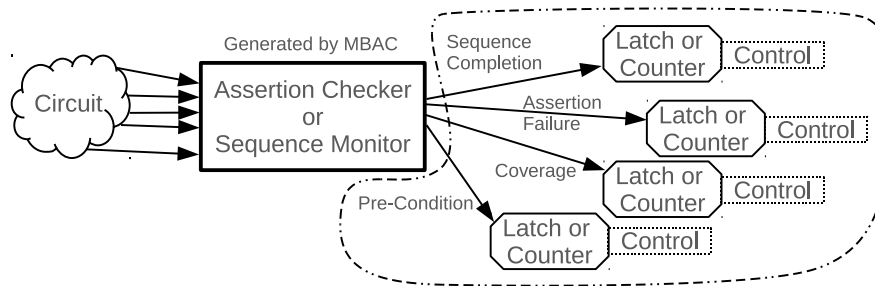 Generated by MBAC
Circuit
Assertion Checker
or
Sequence Monitor
Sequence
Completion
Latch or
Counter
Control
Assertion
Failure
Latch or
Counter
Control
Coverage
Latch or
Counter
Control
Pre-Condition
Latch or
Counter
Control